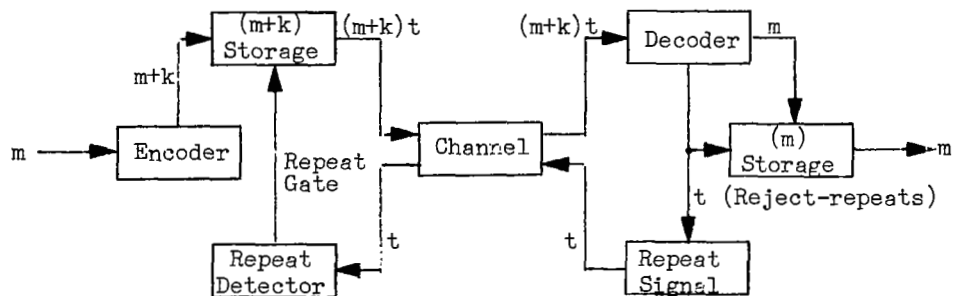 (m+k)
Storage
(m+k)t
(m+k)t
Decoder
m
m+k
m
Encoder
Repeat
Gate
Channel
(m)
Storage
m
t (Reject-repeats)
t
t
Repeat
Detector
Repeat
Signal